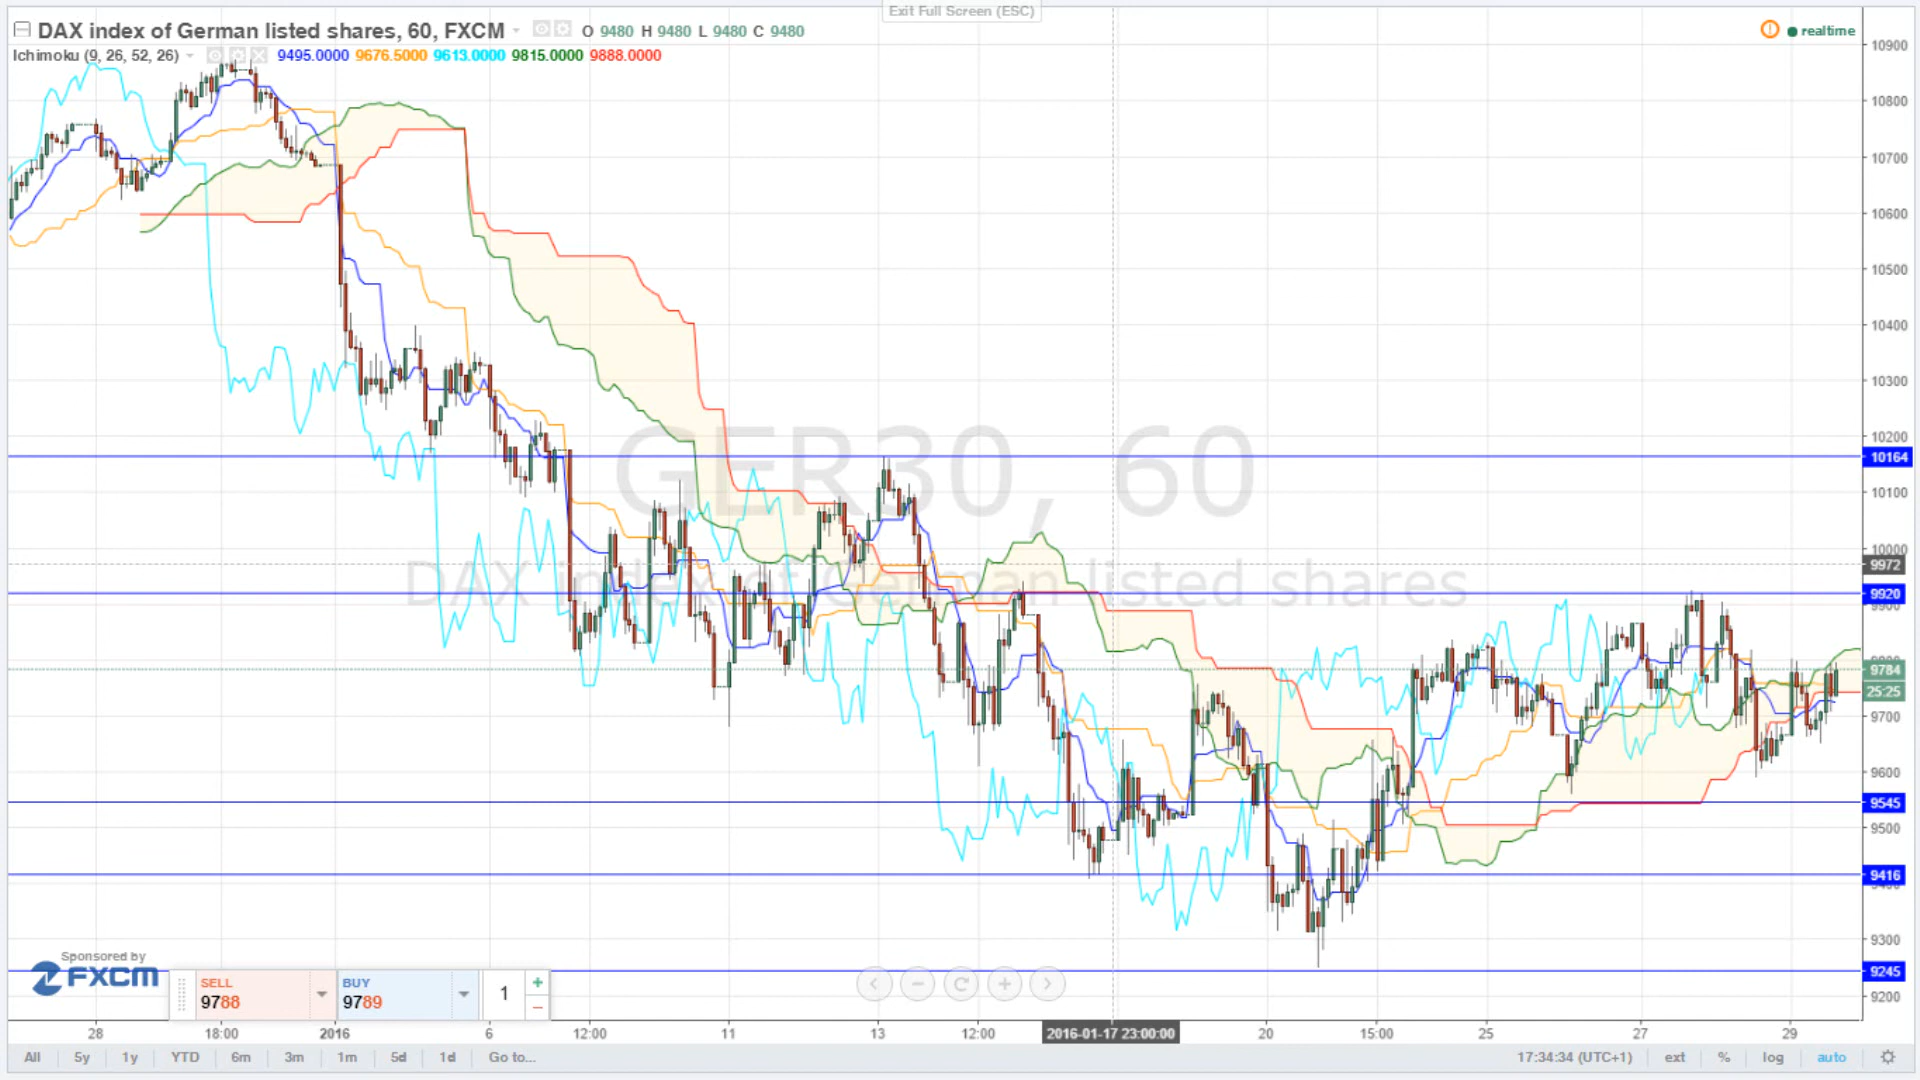 Exit Full Screen (ESC)
DAX index of German listed shares, 60, FXCM O 9480 H 9480 L 9480 C 9480
realtime
Ichimoku (9, 26, 52, 26) 9495.0000 9676.5000 9613.0000 9815.0000 9888.0000
10900
10800
10700
10600
10500
10400
10300
10200
10164
10100
10000
9972
9920
9900
9784
25:25
9700
9600
9545
9500
9416
9300
9245
9200
GER30, 60
DAX index of German listed shares
Sponsored by
FXCM
SELL
9788
BUY
9789
1
28 18:00 2016 6 12:00 11 13 12:00 2016-01-17 23:00:00 20 15:00 25 27 29
All 5y 1y YTD 6m 3m 1m 5d 1d Go to... 17:34:34 (UTC+1) ext % log auto